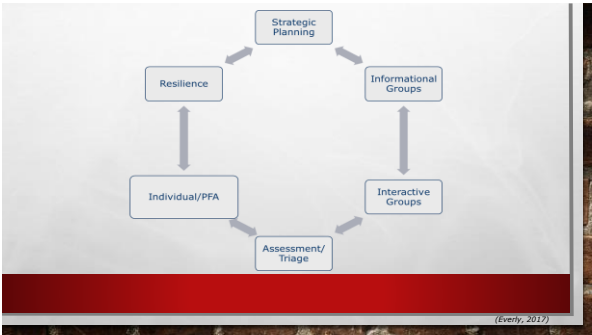 Strategic
Planning
Resilience
Informational
Groups
Individual/PFA
Interactive
Groups
Assessment/
Triage
(Everly, 2017)